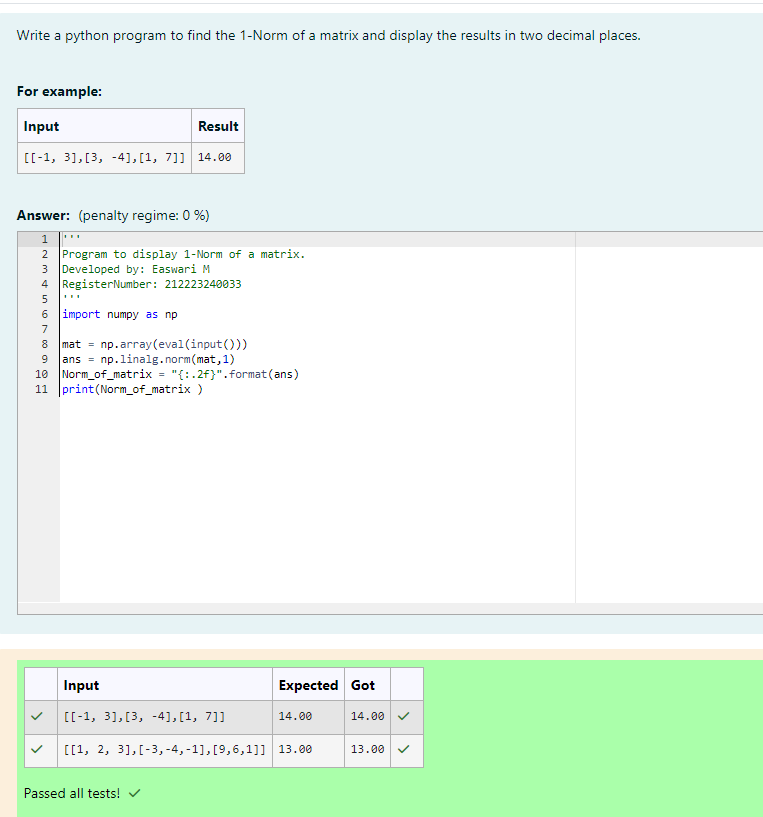 Write a python program to find the 1-Norm of a matrix and display the results in two decimal places.
For example:
Input Result
[[-1, 3],[3, -4],[1, 7]] 14.00
Answer: (penalty regime: 0 %)
1 '''
2 Program to display 1-Norm of a matrix.
3 Developed by: Easwari M
4 RegisterNumber: 212223240033
5 '''
6 import numpy as np
7
8 mat = np.array(eval(input()))
9 ans = np.linalg.norm(mat,1)
10 Norm_of_matrix = "{:.2f}".format(ans)
11 print(Norm_of_matrix )
Input Expected Got
✓ [[-1, 3],[3, -4],[1, 7]] 14.00 14.00 ✓
✓ [[1, 2, 3],[-3,-4,-1],[9,6,1]] 13.00 13.00 ✓
Passed all tests! ✓